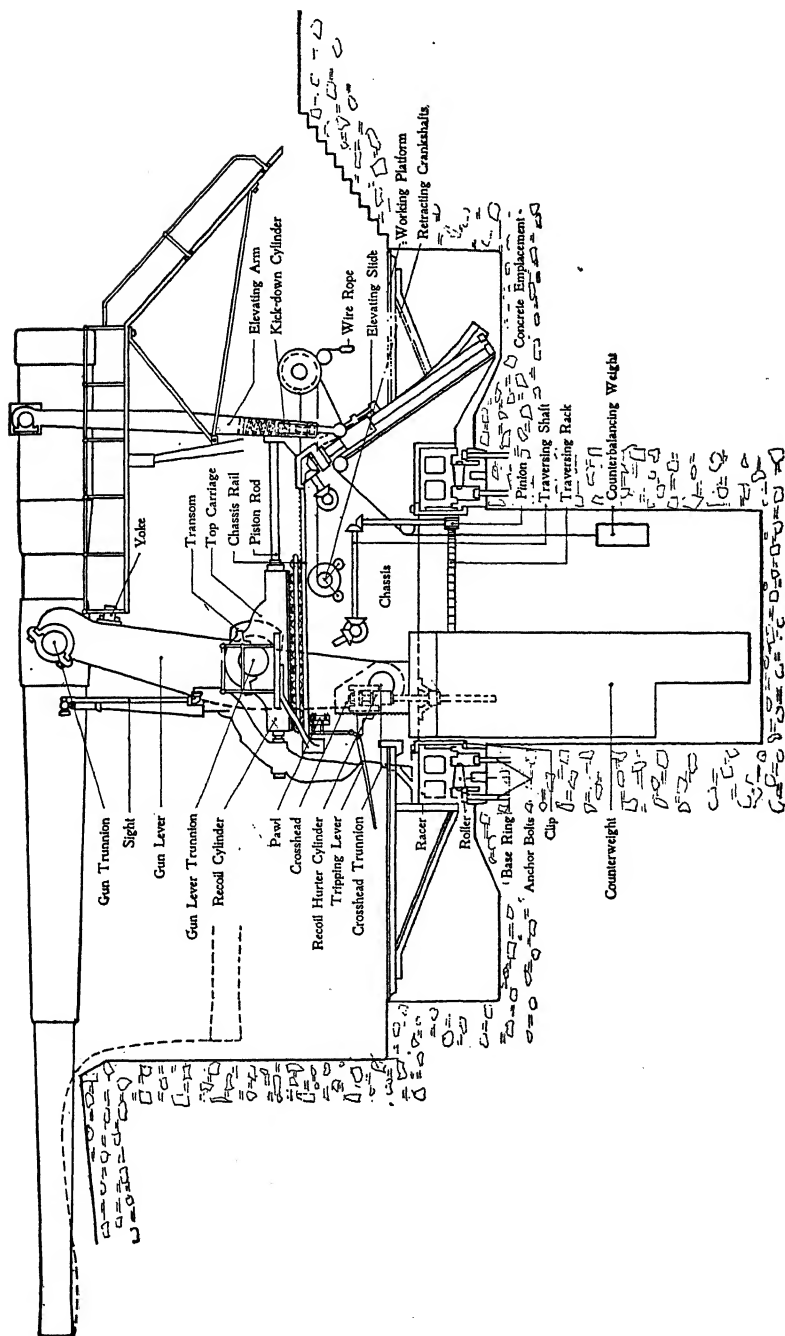 Gun Trunnion
Sight
Gun Lever
Gun Lever Trunnion
Recoil Cylinder
Pawl
Crosshead
Recoil Hurter Cylinder
Tripping Lever
Crosshead Trunnion
Racer
Roller
Base Ring
Anchor Bolts
Clip
Counterweight
Yoke
Transom
Top Carriage
Chassis Rail
Piston Rod
Chassis
Elevating Arm
Kick-down Cylinder
Wire Rope
Elevating Slide
Working Platform
Retracting Crankshafts
Concrete Emplacement
Pinion
Traversing Shaft
Traversing Rack
Counterbalancing Weight